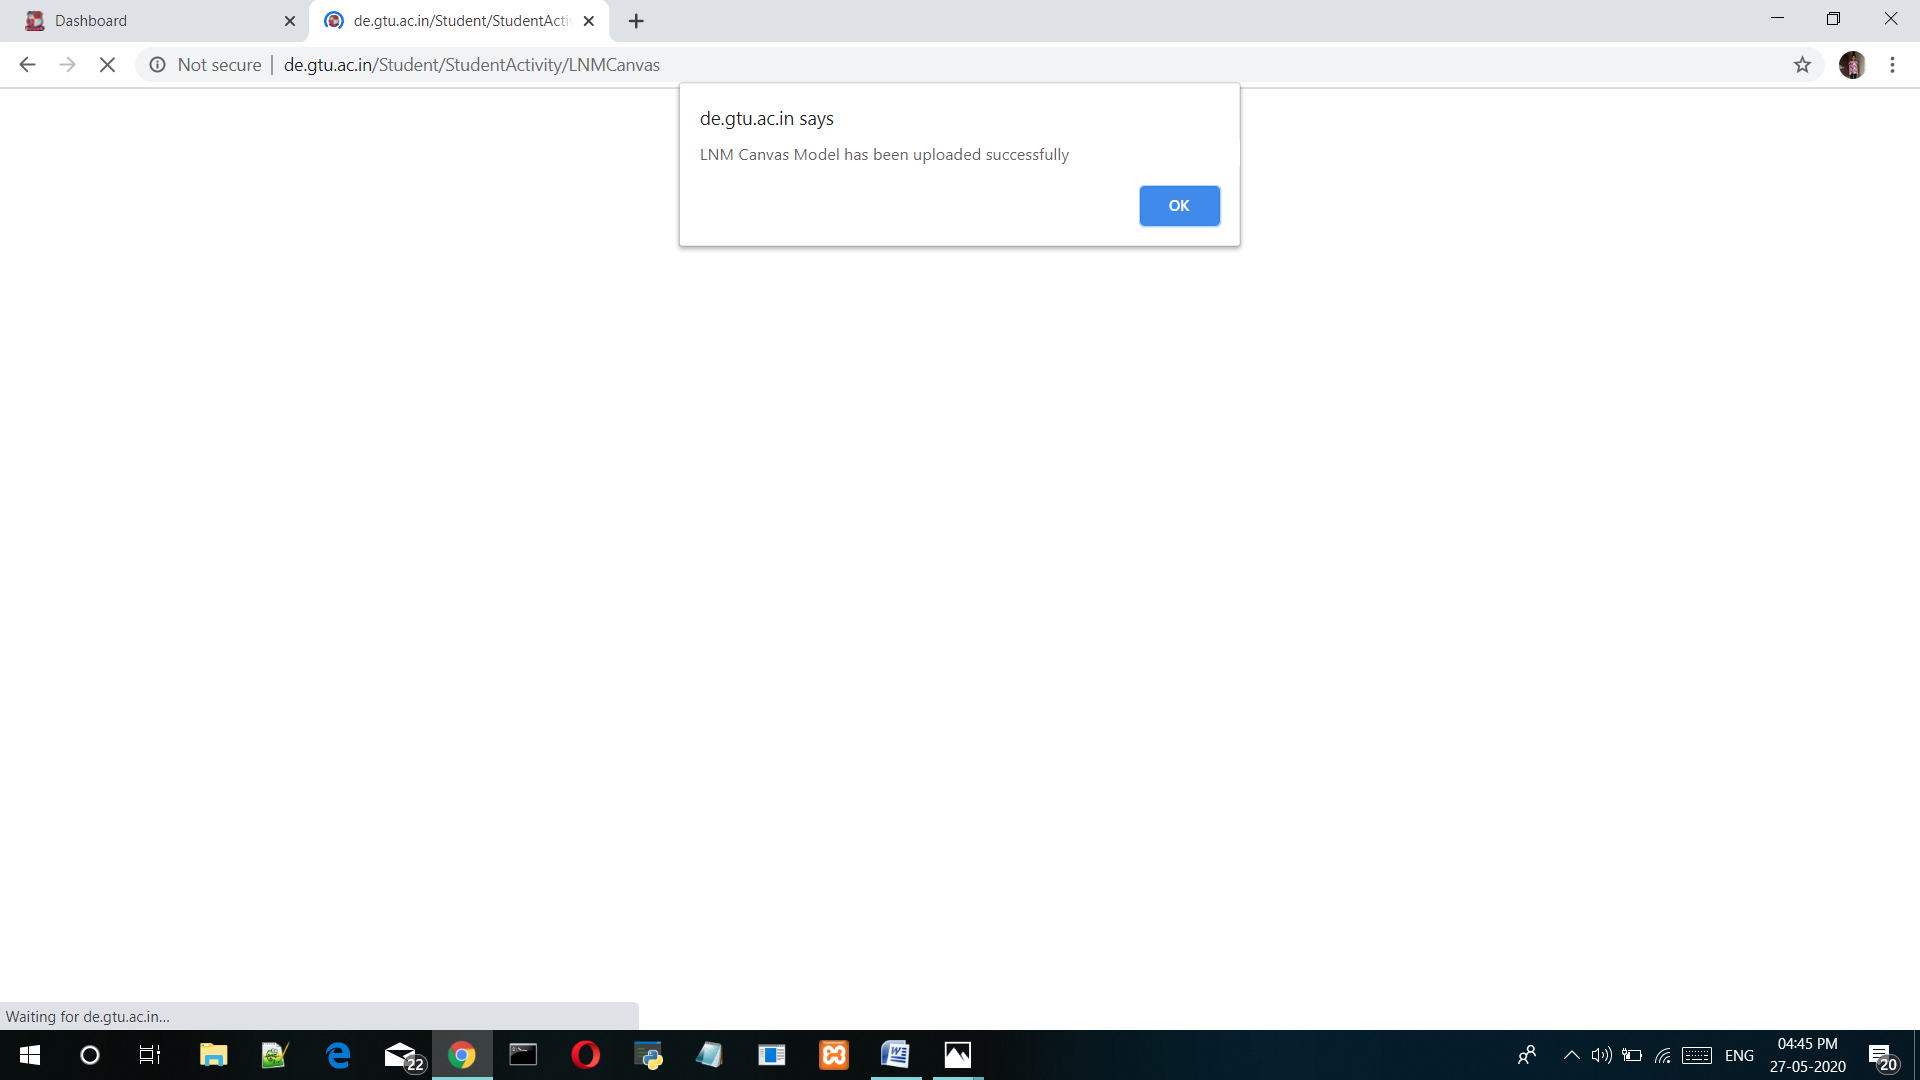 Dashboard
de.gtu.ac.in/Student/StudentActi
Not secure | de.gtu.ac.in/Student/StudentActivity/LNMCanvas
de.gtu.ac.in says
LNM Canvas Model has been uploaded successfully
OK
Waiting for de.gtu.ac.in...
22
ENG
04:45 PM
27-05-2020
20